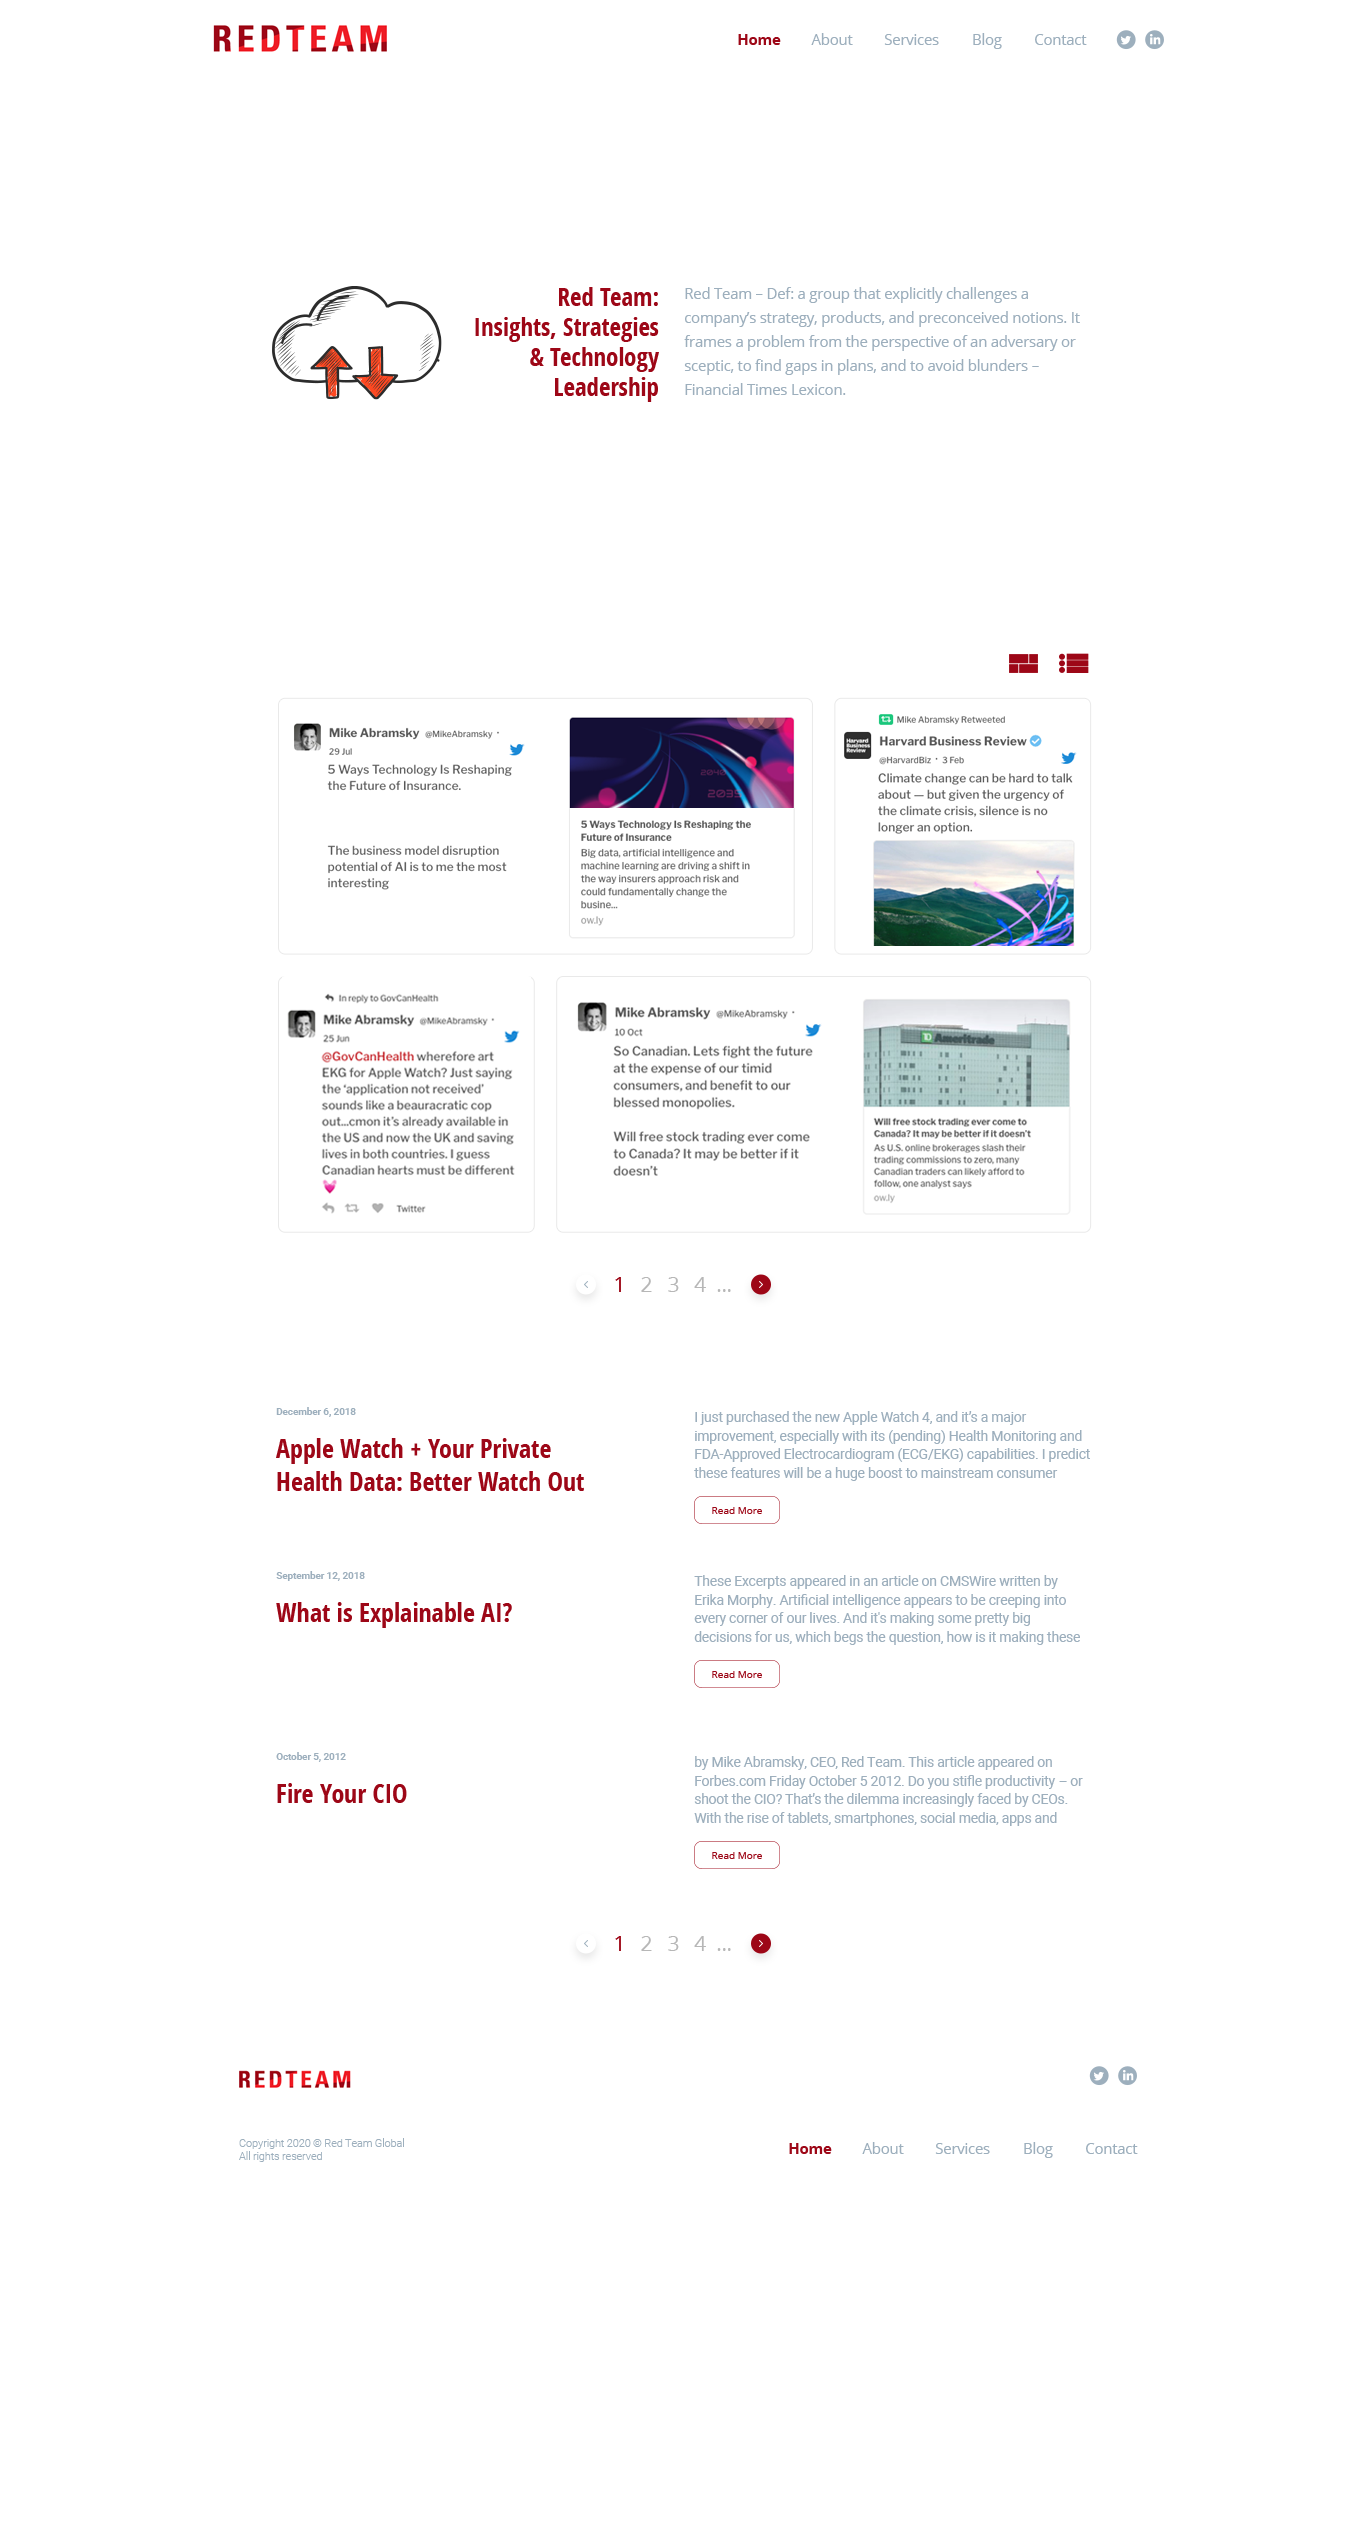 REDTEAM
Home About Services Blog Contact
Red Team:
Insights, Strategies
& Technology
Leadership
Red Team – Def: a group that explicitly challenges a
company's strategy, products, and preconceived notions. It
frames a problem from the perspective of an adversary or
sceptic, to find gaps in plans, and to avoid blunders –
Financial Times Lexicon.
Mike Abramsky @MikeAbramsky ·
29 Jul
5 Ways Technology Is Reshaping
the Future of Insurance.
The business model disruption
potential of AI is to me the most
interesting
2040
2035
5 Ways Technology Is Reshaping the
Future of Insurance
Big data, artificial intelligence and
machine learning are driving a shift in
the way insurers approach risk and
could fundamentally change the
busine...
ow.ly
Mike Abramsky Retweeted
Harvard
Business
Review
Harvard Business Review
@HarvardBiz · 3 Feb
Climate change can be hard to talk
about — but given the urgency of
the climate crisis, silence is no
longer an option.
In reply to GovCanHealth
Mike Abramsky @MikeAbramsky ·
25 Jun
@GovCanHealth wherefore art
EKG for Apple Watch? Just saying
the ‘application not received’
sounds like a beauracratic cop
out...cmon it’s already available in
the US and now the UK and saving
lives in both countries. I guess
Canadian hearts must be different
Twitter
Mike Abramsky @MikeAbramsky ·
10 Oct
So Canadian. Lets fight the future
at the expense of our timid
consumers, and benefit to our
blessed monopolies.
Will free stock trading ever come
to Canada? It may be better if it
doesn’t
TD Ameritrade
Will free stock trading ever come to
Canada? It may be better if it doesn’t
As U.S. online brokerages slash their
trading commissions to zero, many
Canadian traders can likely afford to
follow, one analyst says
ow.ly
1 2 3 4 ...
December 6, 2018
Apple Watch + Your Private
Health Data: Better Watch Out
I just purchased the new Apple Watch 4, and it’s a major
improvement, especially with its (pending) Health Monitoring and
FDA-Approved Electrocardiogram (ECG/EKG) capabilities. I predict
these features will be a huge boost to mainstream consumer
Read More
September 12, 2018
What is Explainable AI?
These Excerpts appeared in an article on CMSWire written by
Erika Morphy. Artificial intelligence appears to be creeping into
every corner of our lives. And it's making some pretty big
decisions for us, which begs the question, how is it making these
Read More
October 5, 2012
Fire Your CIO
by Mike Abramsky, CEO, Red Team. This article appeared on
Forbes.com Friday October 5 2012. Do you stifle productivity – or
shoot the CIO? That’s the dilemma increasingly faced by CEOs.
With the rise of tablets, smartphones, social media, apps and
Read More
1 2 3 4 ...
REDTEAM
Copyright 2020 © Red Team Global
All rights reserved
Home About Services Blog Contact